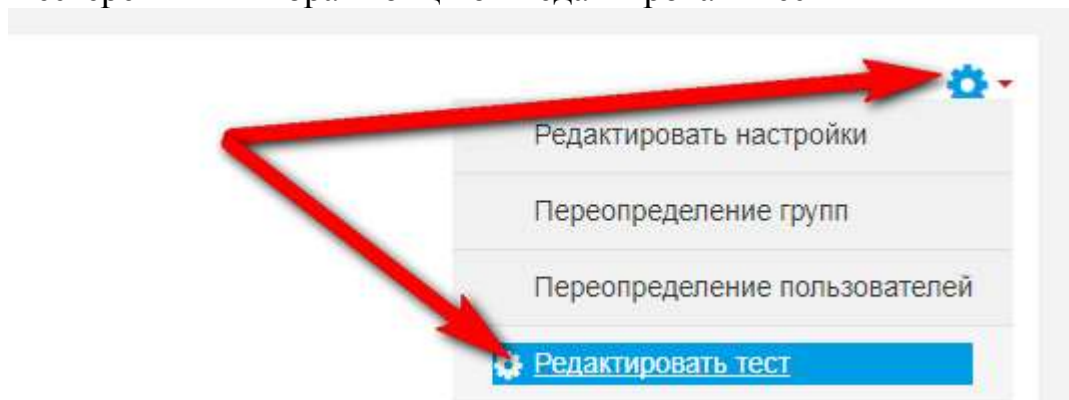 Редактировать настройки
Переопределение групп
Переопределение пользователей
Редактировать тест